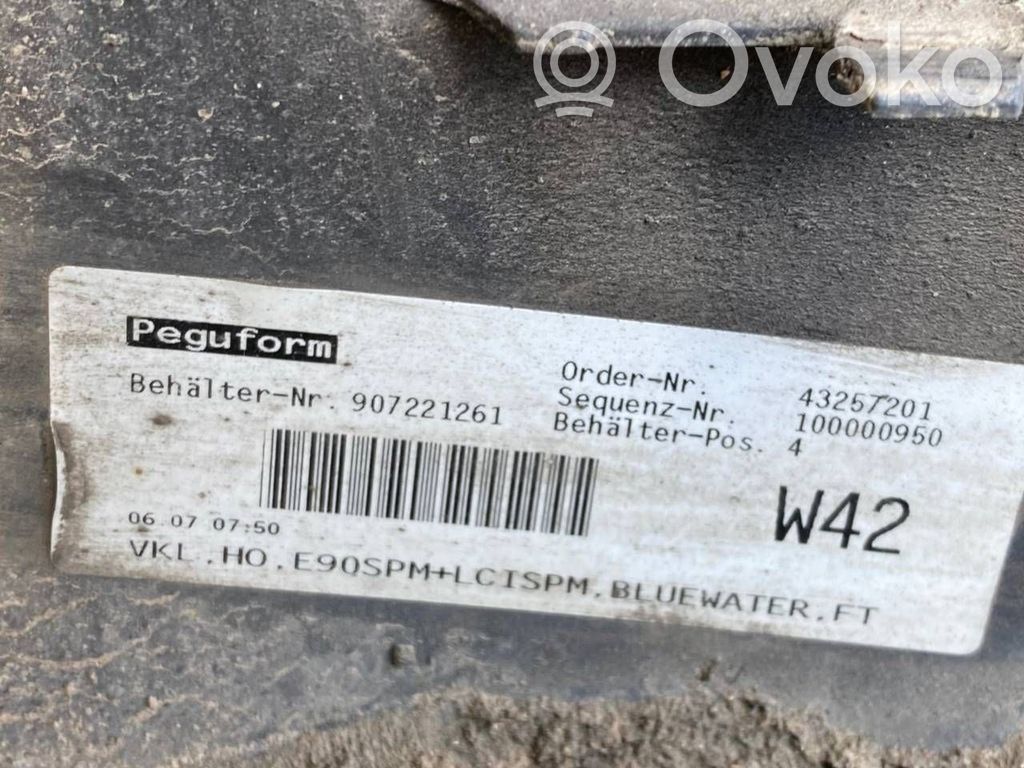 Ovoko
Peguform
Behälter-Nr. 907221261
Order-Nr. 43257201
Sequenz-Nr. 100000950
Behälter-Pos. 4
W42
06.07 07:50
VKL.HO.E90SPM+LCISPM.BLUEWATER.FT